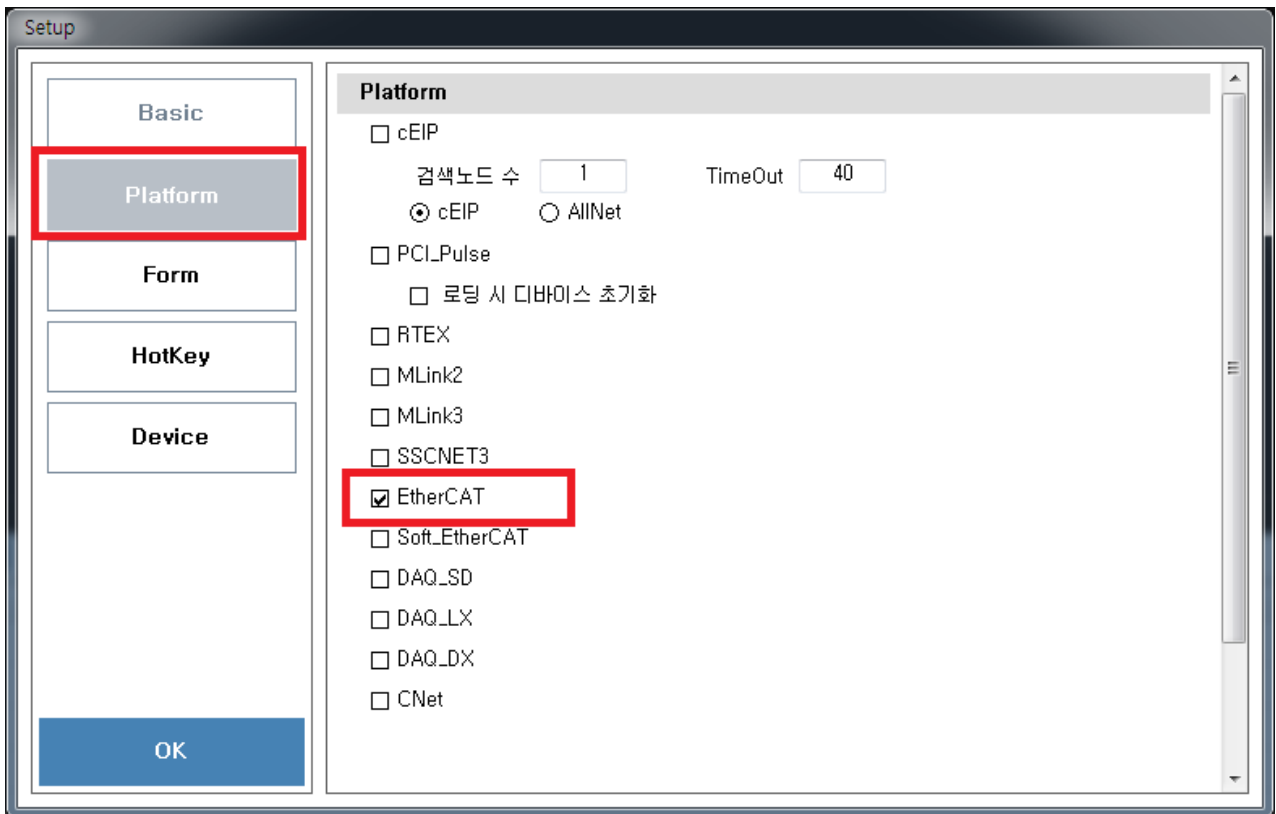 Setup
Basic
Platform
Form
HotKey
Device
OK
Platform
cEIP
검색노드 수 1 TimeOut 40
cEIP AllNet
PCI_Pulse
로딩 시 디바이스 초기화
RTEX
MLink2
MLink3
SSCNET3
EtherCAT
Soft_EtherCAT
DAQ_SD
DAQ_LX
DAQ_DX
CNet